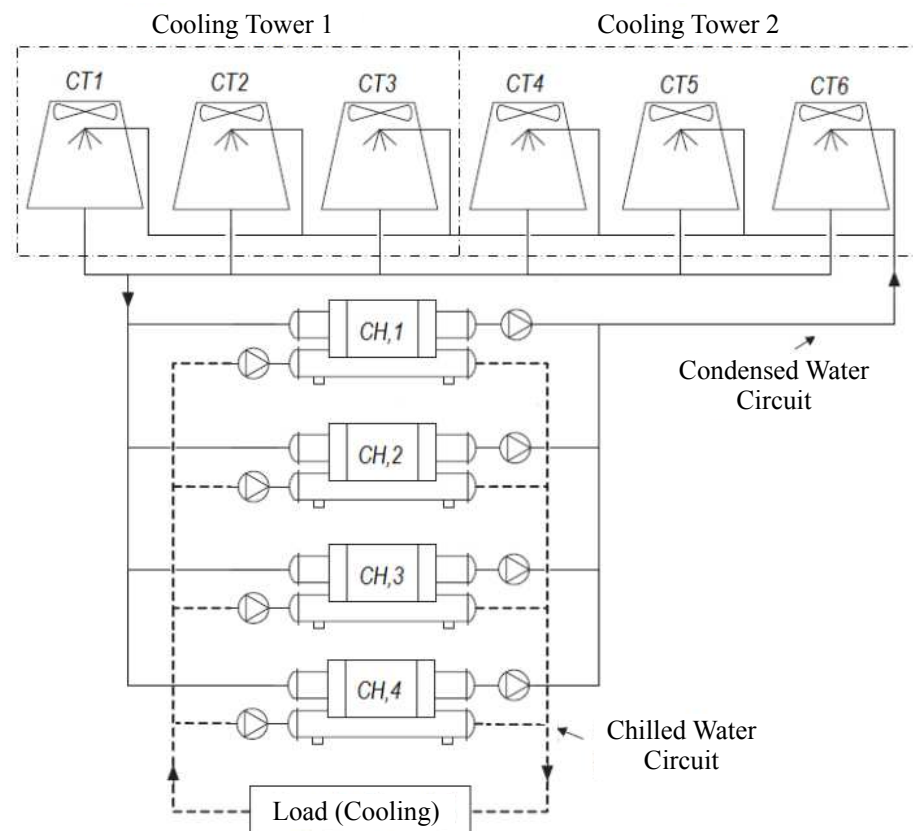 Cooling Tower 1
Cooling Tower 2
CT1
CT2
CT3
CT4
CT5
CT6
CH,1
Condensed Water
Circuit
CH,2
CH,3
CH,4
Chilled Water
Circuit
Load (Cooling)